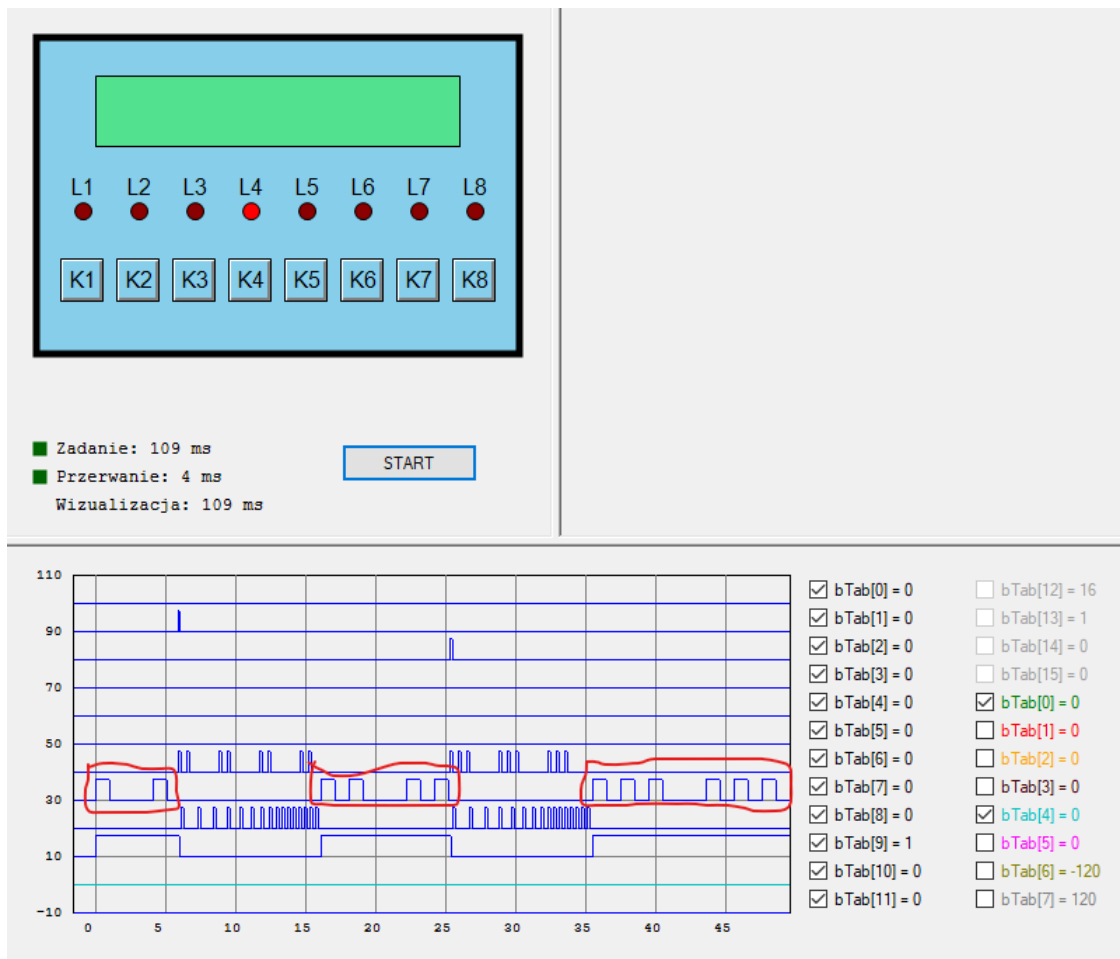 L1 L2 L3 L4 L5 L6 L7 L8
K1 K2 K3 K4 K5 K6 K7 K8
Zadanie: 109 ms
Przerwanie: 4 ms
Wizualizacja: 109 ms
START
110
90
70
50
30
10
-10
0 5 10 15 20 25 30 35 40 45
bTab[0] = 0
bTab[1] = 0
bTab[2] = 0
bTab[3] = 0
bTab[4] = 0
bTab[5] = 0
bTab[6] = 0
bTab[7] = 0
bTab[8] = 0
bTab[9] = 1
bTab[10] = 0
bTab[11] = 0
bTab[12] = 16
bTab[13] = 1
bTab[14] = 0
bTab[15] = 0
bTab[0] = 0
bTab[1] = 0
bTab[2] = 0
bTab[3] = 0
bTab[4] = 0
bTab[5] = 0
bTab[6] = -120
bTab[7] = 120